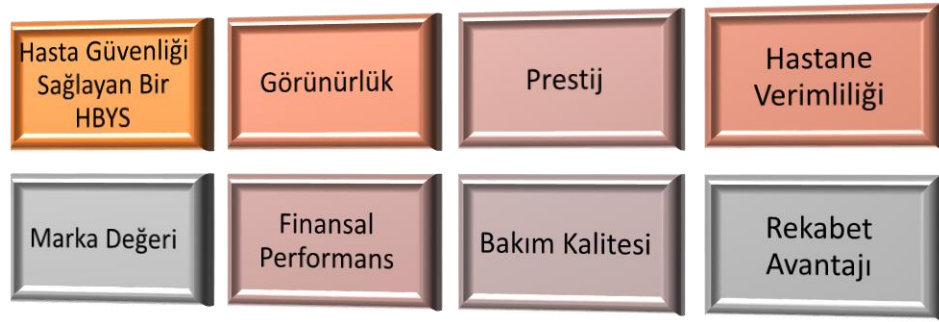 Hasta Güvenliği
Sağlayan Bir
HBYS
Görünürlük
Prestij
Hastane
Verimliliği
Marka Değeri
Finansal
Performans
Bakım Kalitesi
Rekabet
Avantajı